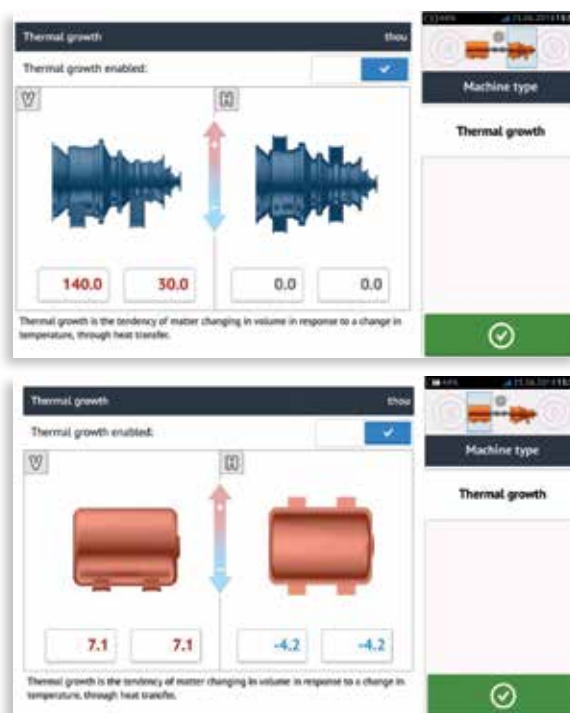 Thermal growth thou
Thermal growth enabled:
Machine type
V H
Thermal growth
140.0 30.0 0.0 0.0
Thermal growth is the tendency of matter changing in volume in response to a change in
temperature, through heat transfer.
Thermal growth thou
Thermal growth enabled:
Machine type
V H
Thermal growth
7.1 7.1 -4.2 -4.2
Thermal growth is the tendency of matter changing in volume in response to a change in
temperature, through heat transfer.